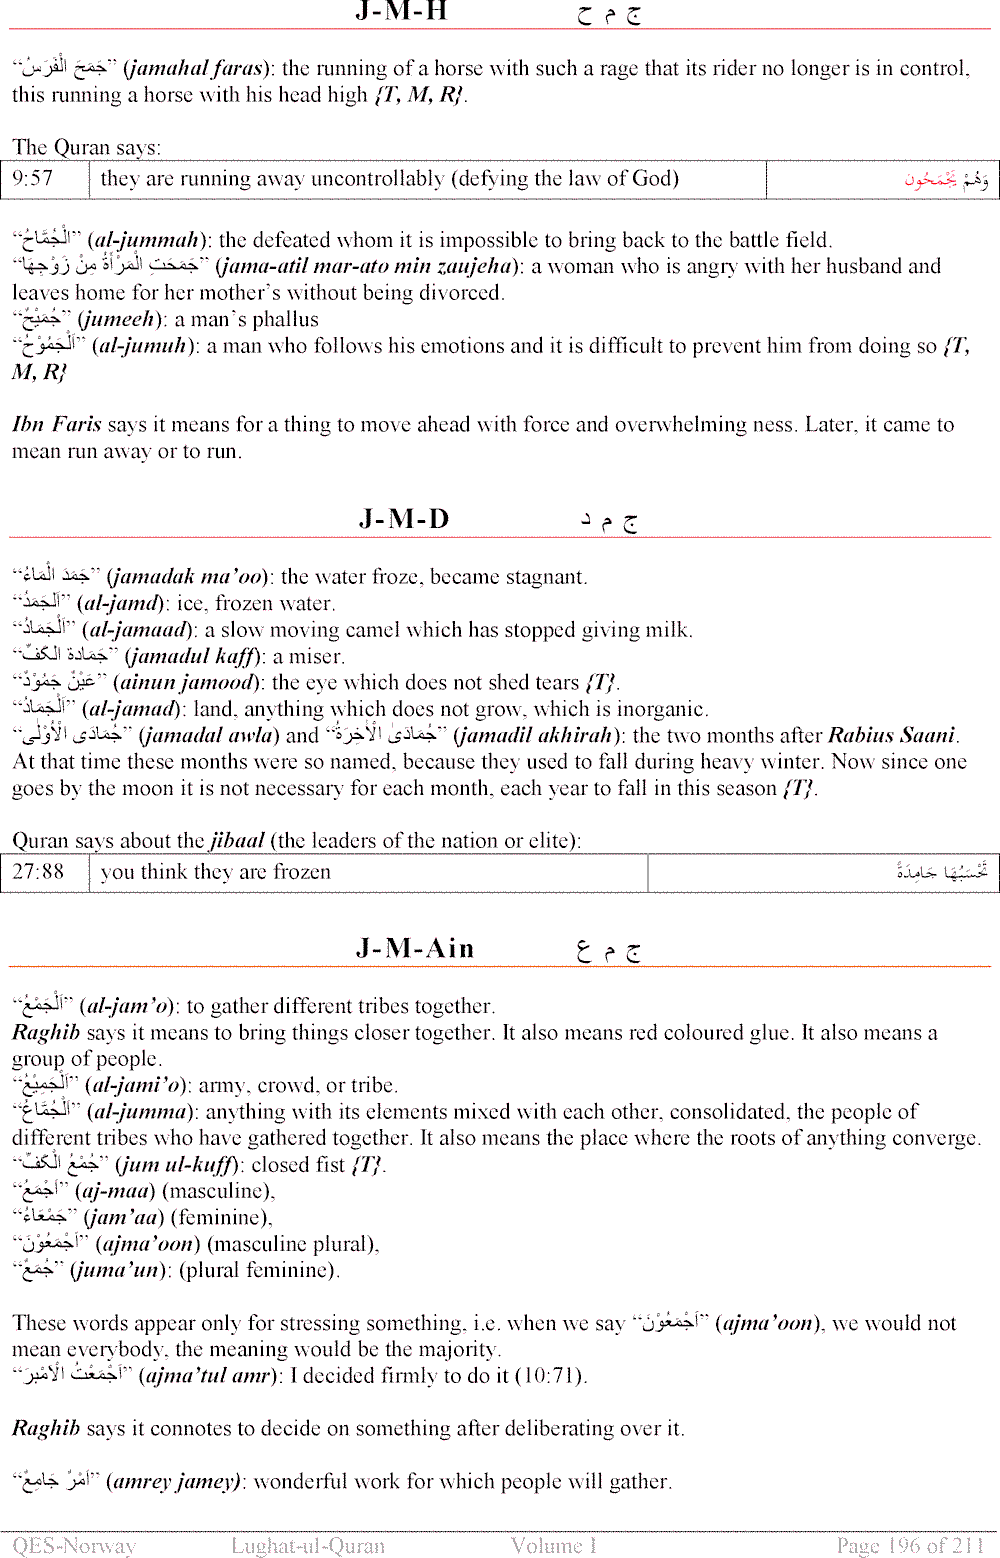 J-M-H ج م ح
“جَمَحَ الْفَرَسُ” (jamahal faras): the running of a horse with such a rage that its rider no longer is in control,
this running a horse with his head high {T, M, R}.
The Quran says:
9:57 they are running away uncontrollably (defying the law of God) وَهُمْ يَجْمَحُون
“اَلْجُمَّاحُ” (al-jummah): the defeated whom it is impossible to bring back to the battle field.
“جَمَحَتِ الْمَرْأَةُ مِنْ زَوْجِهَا” (jama-atil mar-ato min zaujeha): a woman who is angry with her husband and
leaves home for her mother’s without being divorced.
“جُمَيْحٌ” (jumeeh): a man’s phallus
“اَلْجَمُوْحُ” (al-jumuh): a man who follows his emotions and it is difficult to prevent him from doing so {T,
M, R}
Ibn Faris says it means for a thing to move ahead with force and overwhelming ness. Later, it came to
mean run away or to run.
J-M-D ج م د
“جَمَدَ الْمَاءُ” (jamadak ma’oo): the water froze, became stagnant.
“اَلْجَمَدُ” (al-jamd): ice, frozen water.
“اَلْجَمَادُ” (al-jamaad): a slow moving camel which has stopped giving milk.
“جَمَادة الكَفِّ” (jamadul kaff): a miser.
“عَيْنٌ جَمُوْدٌ” (ainun jamood): the eye which does not shed tears {T}.
“اَلْجَمَادُ” (al-jamad): land, anything which does not grow, which is inorganic.
“جُمَادَى الْأُوْلٰى” (jamadal awla) and “جُمَادَىٰ الْأٰخِرَةُ” (jamadil akhirah): the two months after Rabius Saani.
At that time these months were so named, because they used to fall during heavy winter. Now since one
goes by the moon it is not necessary for each month, each year to fall in this season {T}.
Quran says about the jibaal (the leaders of the nation or elite):
27:88 you think they are frozen تَحْسَبُهَا جَامِدَةً
J-M-Ain ج م ع
“اَلْجَمْعُ” (al-jam’o): to gather different tribes together.
Raghib says it means to bring things closer together. It also means red coloured glue. It also means a
group of people.
“اَلْجَمِيْعُ” (al-jami’o): army, crowd, or tribe.
“اَلْجُمَّاعُ” (al-jumma): anything with its elements mixed with each other, consolidated, the people of
different tribes who have gathered together. It also means the place where the roots of anything converge.
“جُمْعُ الْكَفِّ” (jum ul-kuff): closed fist {T}.
“اَجْمَعُ” (aj-maa) (masculine),
“جَمْعَاءُ” (jam’aa) (feminine),
“اَجْمَعُوْنَ” (ajma’oon) (masculine plural),
“جُمَعٌ” (juma’un): (plural feminine).
These words appear only for stressing something, i.e. when we say “اَجْمَعُوْنَ” (ajma’oon), we would not
mean everybody, the meaning would be the majority.
“اَجْمَعْتُ” (ajma’tul amr): I decided firmly to do it (10:71).
Raghib says it connotes to decide on something after deliberating over it.
“اَمْرٌ جَامِعٌ” (amrey jamey): wonderful work for which people will gather.
QES-Norway Lughat-ul-Quran Volume I Page 196 of 211